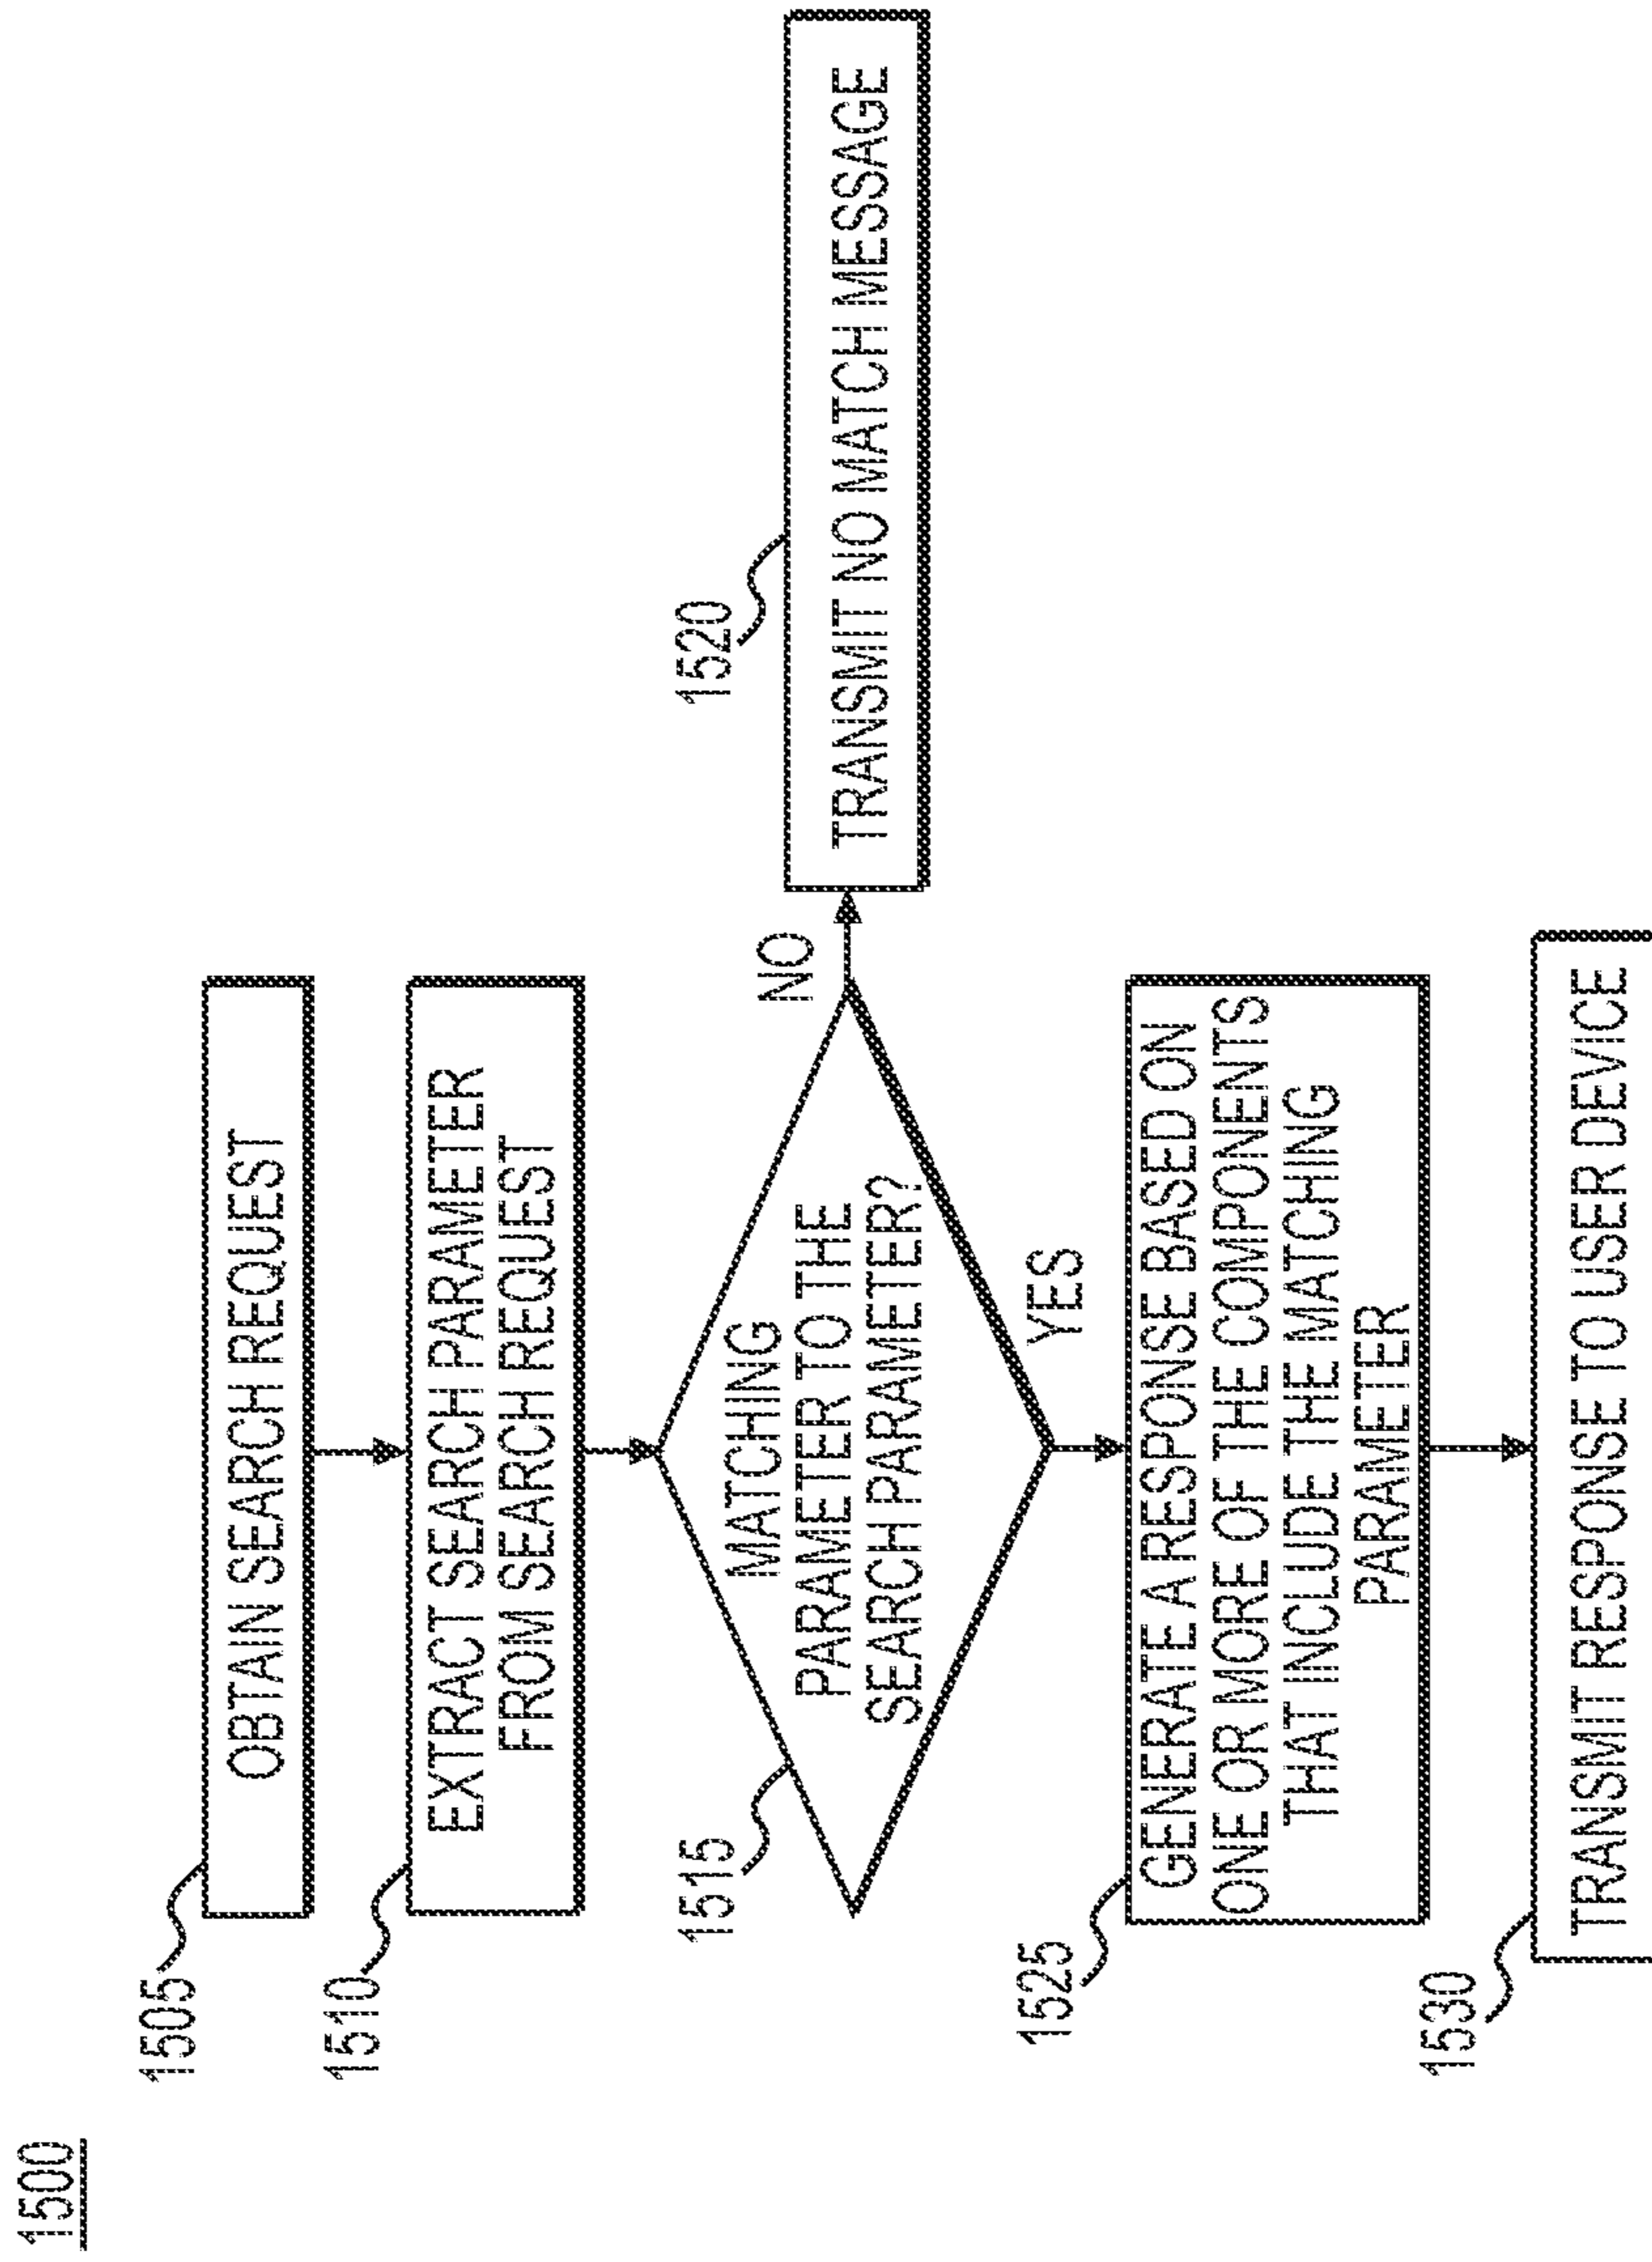 1500
1505
OBTAIN SEARCH REQUEST
1510
EXTRACT SEARCH PARAMETER
FROM SEARCH REQUEST
1515
MATCHING
PARAMETER TO THE
SEARCH PARAMETER?
NO
1520
TRANSMIT NO MATCH MESSAGE
YES
1525
GENERATE A RESPONSE BASED ON
ONE OR MORE OF THE COMPONENTS
THAT INCLUDE THE MATCHING
PARAMETER
1530
TRANSMIT RESPONSE TO USER DEVICE